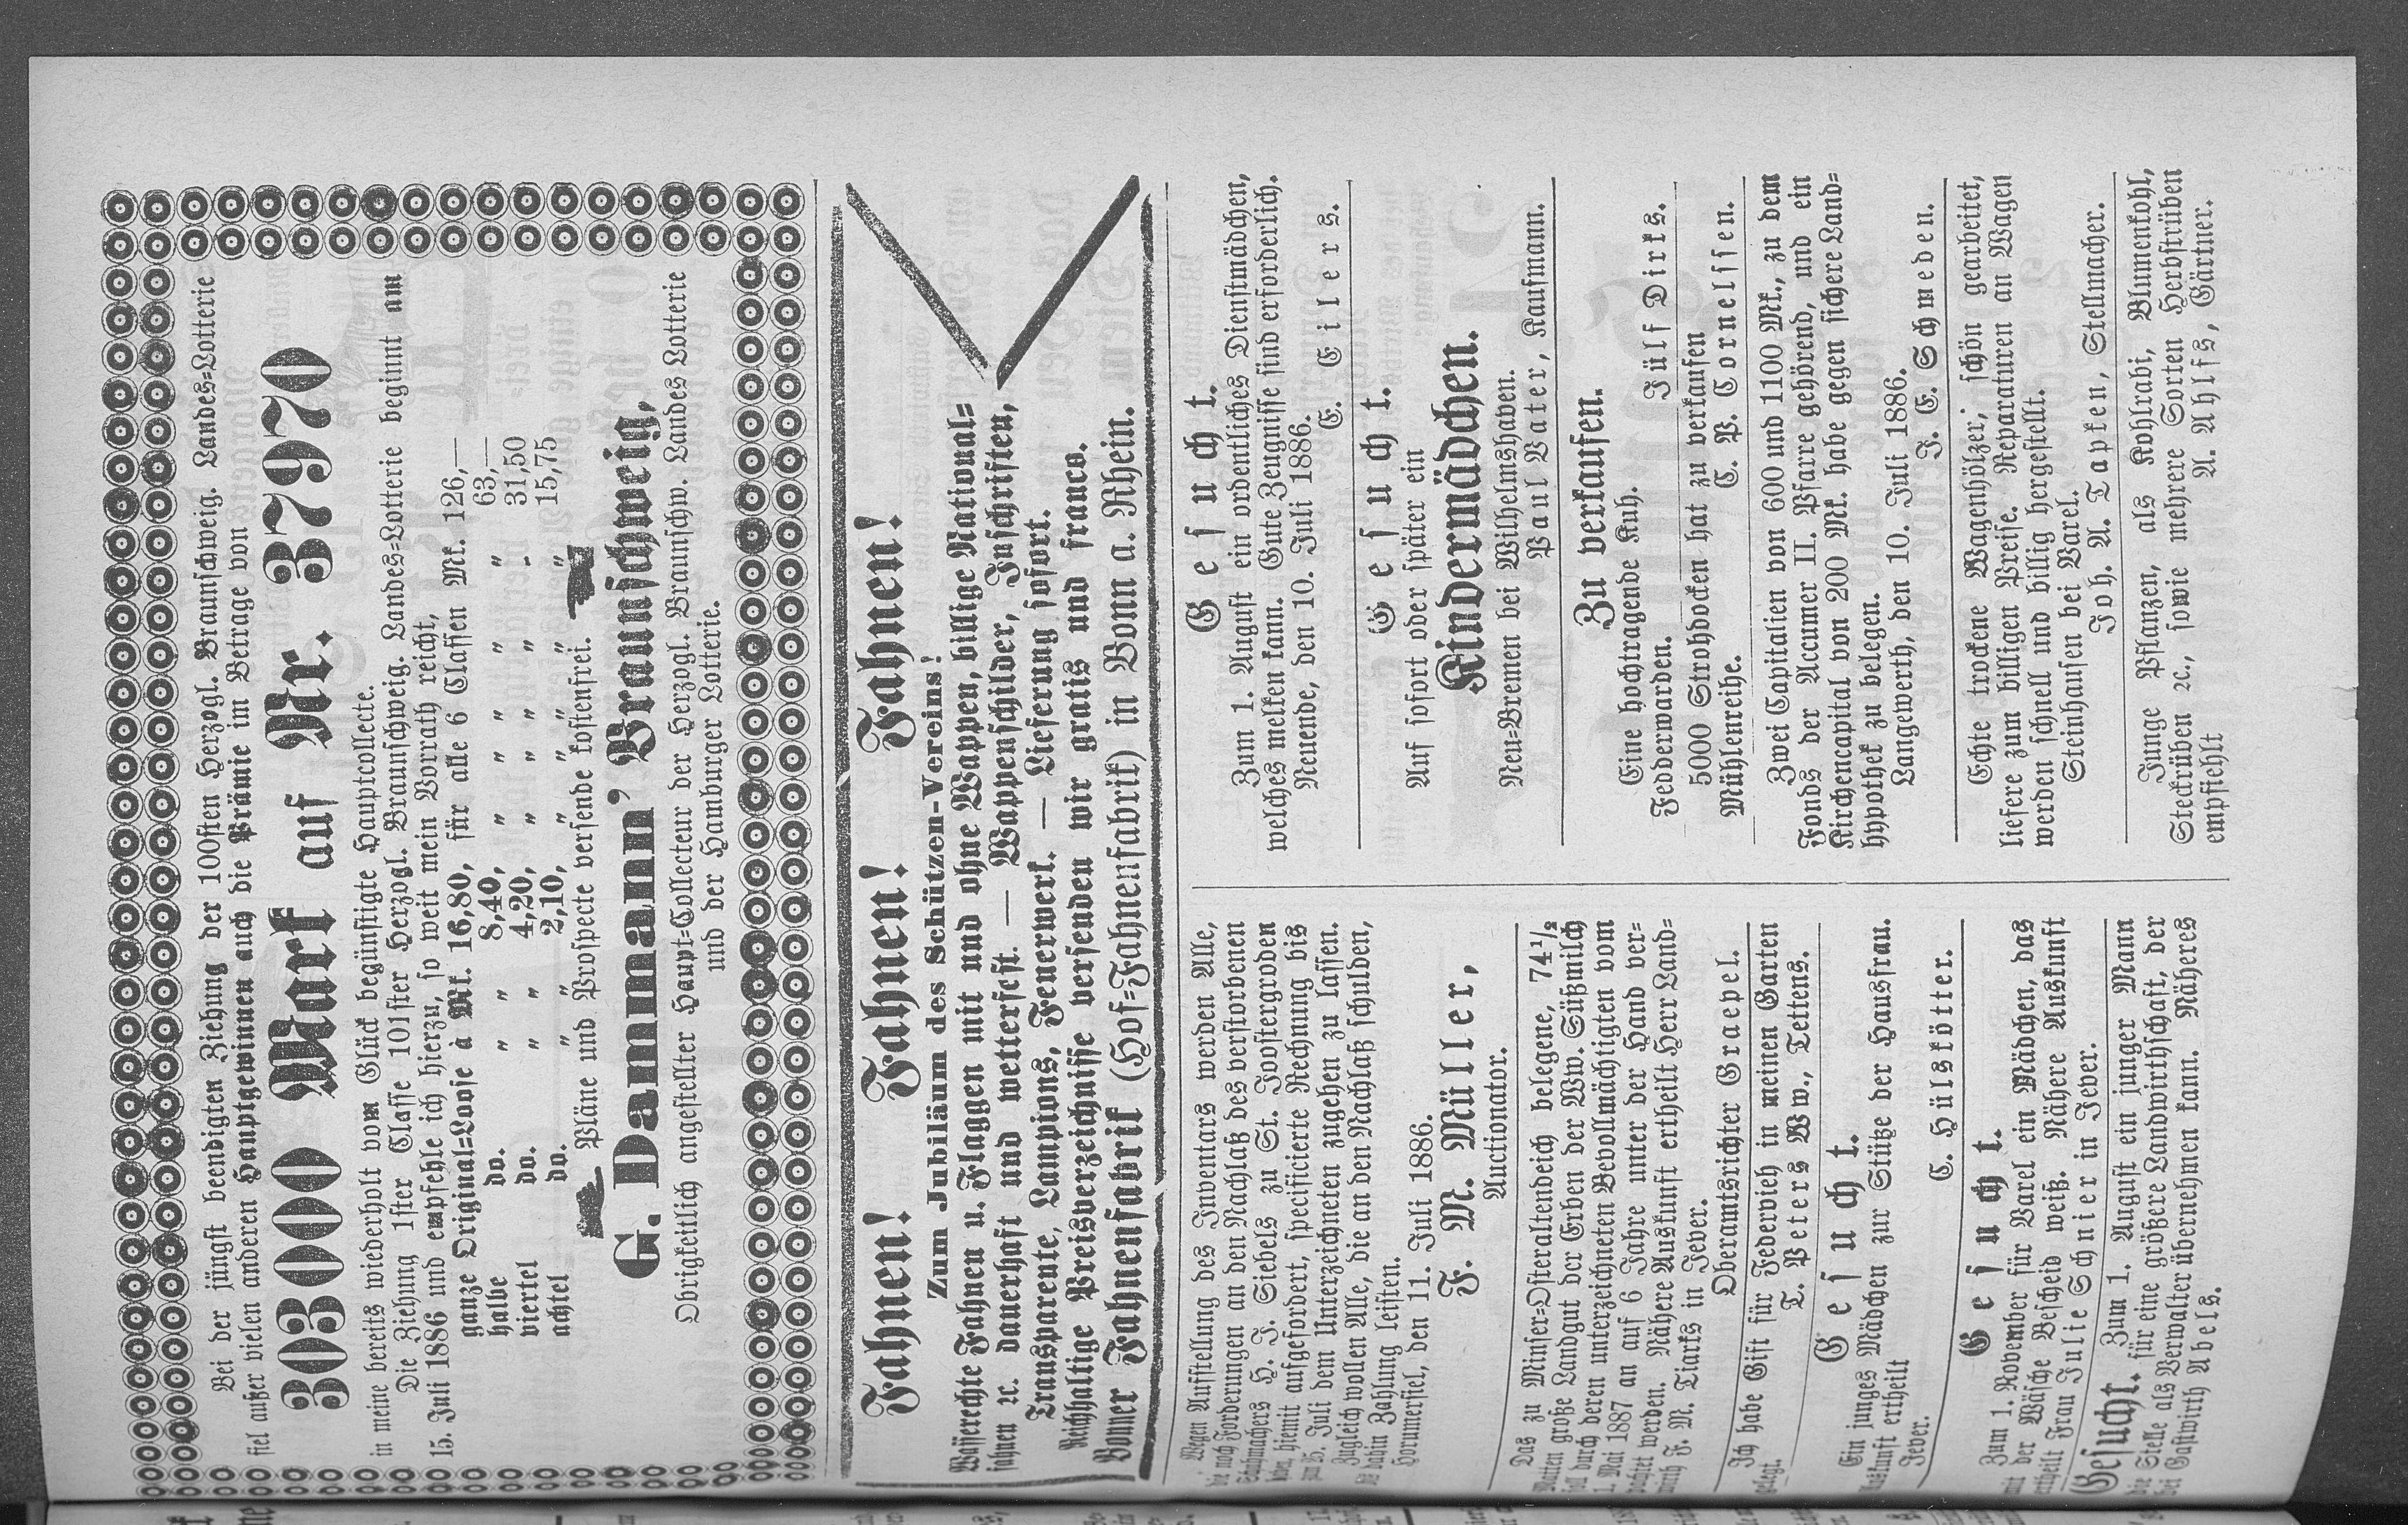 Bei der jüngst beendigten Ziehung der 100sten Herzogl. Braunschweig. Landes=Lotterie
fiel außer vielen anderen Hauptgewinnen auch die Prämie im Betrage von
303000 Mark auf Nr. 37970
in meine bereits wiederholt vom Glück begünstigte Hauptcollecte.
Die Ziehung 1ster Classe 101ster Herzogl. Braunschweig. Landes=Lotterie beginnt am
15. Juli 1886 und empfehle ich hierzu, so weit mein Vorrath reicht,
ganze Original=Loose à Mk. 16,80, für alle 6 Classen Mk. 126,—
halbe do. „ „ 8,40, „ „ „ „ „ 63,—
viertel do. „ „ 4,20, „ „ „ „ „ 31,50
achtel do. „ „ 2,10, „ „ „ „ „ 15,75
Pläne und Prospecte versende kostenfrei.
G. Dammann' Braunschweig,
Obrigkeitlich angestellter Haupt=Collecteur der Herzogl. Braunschw. Landes Lotterie
und der Hamburger Lotterie.
Fahnen! Fahnen! Fahnen! Fahnen!
Zum Jubiläum des Schützen-Vereins!
Wasserechte Fahnen u. Flaggen mit und ohne Wappen, billige National=
fahnen ꝛc. dauerhaft und wetterfest. — Wappenschilder, Inschriften,
Transparente, Lampions, Feuerwerk. — Lieferung sofort.
Reichhaltige Preisverzeichnisse versenden wir gratis und franco.
Bonner Fahnenfabrik (Hof=Fahnenfabrik) in Bonn a. Rhein.
Wegen Aufstellung des Inventars werden Alle,
die noch Forderungen an den Nachlaß des verstorbenen
Schuhmachers H. J. Siebels zu St. Joostergroden
haben, hiemit aufgefordert, specificierte Rechnung bis
zum 25. Juli dem Unterzeichneten zugehen zu lassen.
Zugleich wollen Alle, die an den Nachlaß schulden,
bis dahin Zahlung leisten.
Horumersiel, den 11. Juli 1886.
F. M. Müller,
Auctionator.
Das zu Minser=Osteraltendeich belegene, 74½
Matten große Landgut der Erben der Ww. Süßmilch
soll durch deren unterzeichneten Bevollmächtigten vom
1. Mai 1887 an auf 6 Jahre unter der Hand ver=
pachtet werden. Nähere Auskunft ertheilt Herr Land=
wirth F. M. Tiarks in Jever.
Oberamtsrichter Graepel.
Ich habe Gift für Federvieh in meinen Garten
gelegt. T. Peters Ww., Tettens.
Gesucht.
Ein junges Mädchen zur Stütze der Hausfrau.
Auskunft ertheilt
Jever. C. Hülskötter.
Gesucht.
Zum 1. November für Varel ein Mädchen, das
mit der Wäsche Bescheid weiß. Nähere Auskunft
ertheilt Frau Julie Schnier in Jever.
Gesucht. Zum 1. August ein junger Mann
die Stelle für eine größere Landwirthschaft, der
die Stelle als Verwalter übernehmen kann. Näheres
bei Gastwirth Abels.
Gesucht.
Zum 1. August ein ordentliches Dienstmädchen,
welches melken kann. Gute Zeugnisse sind erforderlich.
Neuende, den 10. Juli 1886.
E. Eilers.
Gesucht.
Auf sofort oder später ein
Kindermädchen.
Neu=Bremen bei Wilhelmshaven.
Paul Vater, Kaufmann.
Zu verkaufen.
Eine hochtragende Kuh.
Fedderwarden. Jülf Dirks.
5000 Strohdocken hat zu verkaufen
Mühlenreihe. C. P. Cornelssen.
Zwei Capitalien von 600 und 1100 Mk., zu dem
Fonds der Accumer II. Pfarre gehörend, und ein
Kirchencapital von 200 Mk. habe gegen sichere Land=
hypothek zu belegen.
Langewerth, den 10. Juli 1886.
J. E. Schmeden.
Echte trockene Wagenhölzer, schön gearbeitet,
liefere zum billigen Preise. Reparaturen an Wagen
werden schnell und billig hergestellt.
Steinhausen bei Varel.
Joh. A. Tapken, Stellmacher.
Junge Pflanzen, als Kohlrabi, Blumenkohl,
Steckrüben ꝛc., sowie mehrere Sorten Herbstrüben
empfiehlt A. Ahlfs, Gärtner.